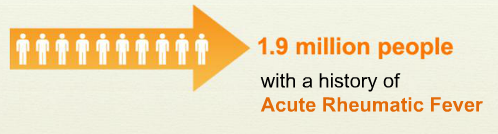 1.9 million people
with a history of
Acute Rheumatic Fever